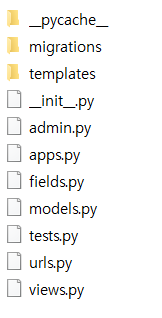 __pycache__
migrations
templates
__init__.py
admin.py
apps.py
fields.py
models.py
tests.py
urls.py
views.py